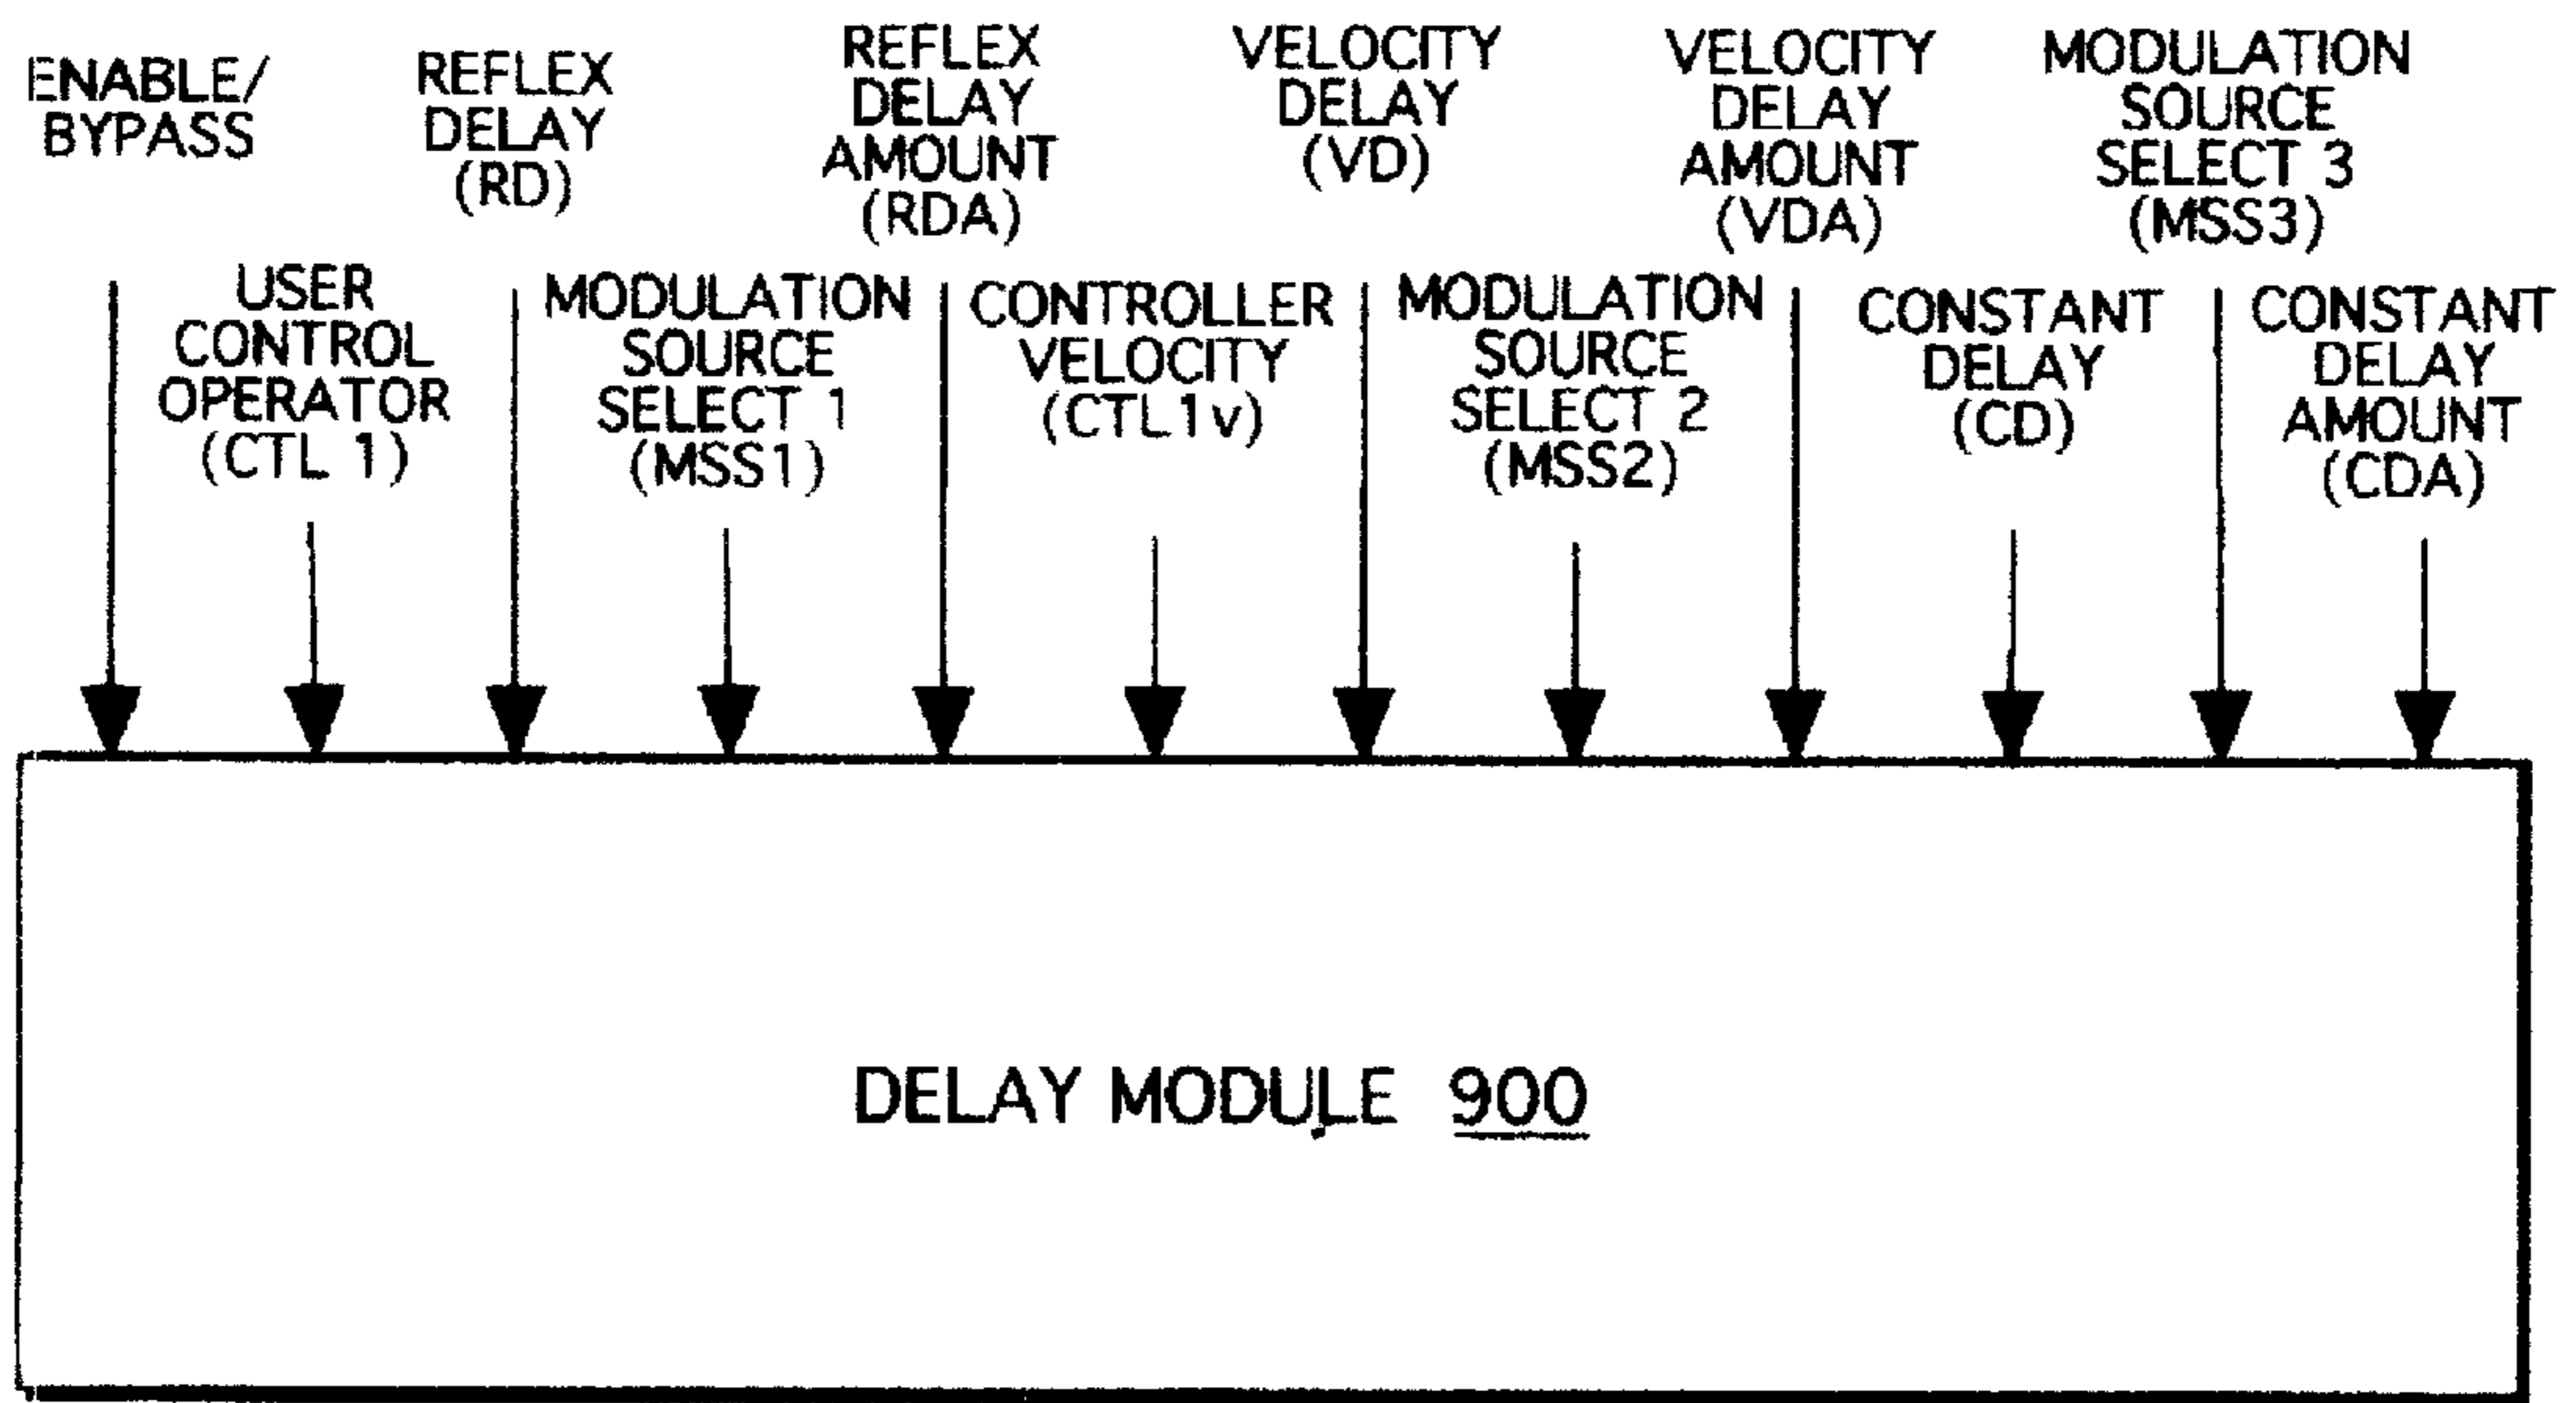 ENABLE/
BYPASS
USER
CONTROL
OPERATOR
(CTL 1)
REFLEX
DELAY
(RD)
MODULATION
SOURCE
SELECT 1
(MSS1)
REFLEX
DELAY
AMOUNT
(RDA)
CONTROLLER
VELOCITY
(CTL1v)
VELOCITY
DELAY
(VD)
MODULATION
SOURCE
SELECT 2
(MSS2)
VELOCITY
DELAY
AMOUNT
(VDA)
CONSTANT
DELAY
(CD)
MODULATION
SOURCE
SELECT 3
(MSS3)
CONSTANT
DELAY
AMOUNT
(CDA)
DELAY MODULE 900